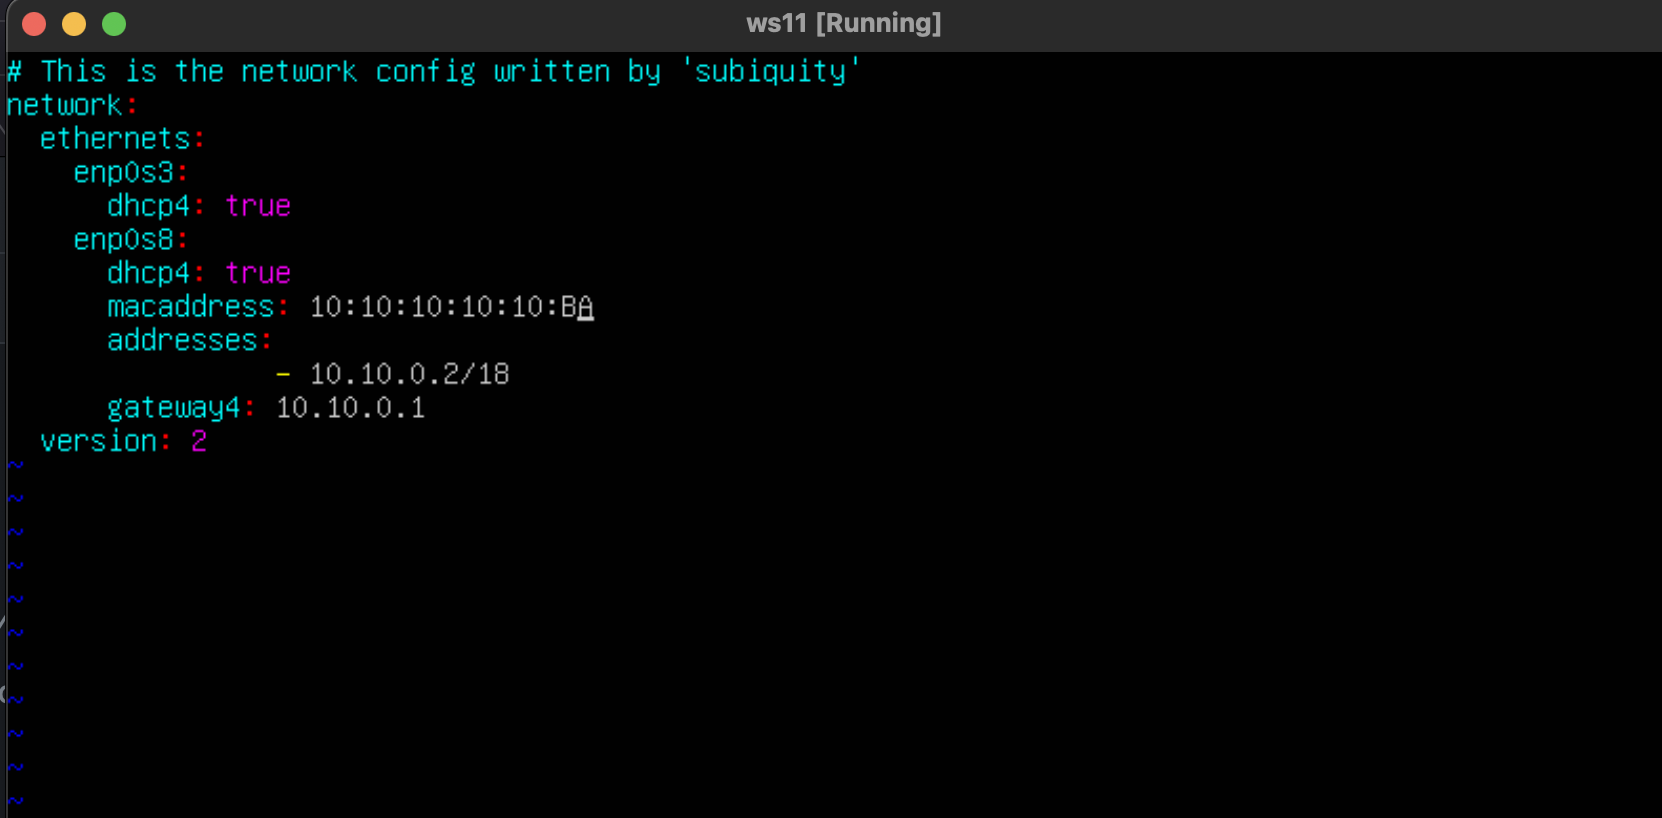 ws11 [Running]
# This is the network config written by 'subiquity'
network:
  ethernets:
    enp0s3:
      dhcp4: true
    enp0s8:
      dhcp4: true
      macaddress: 10:10:10:10:10:BA
      addresses:
                - 10.10.0.2/18
      gateway4: 10.10.0.1
  version: 2
~
~
~
~
~
~
~
~
~
~
~